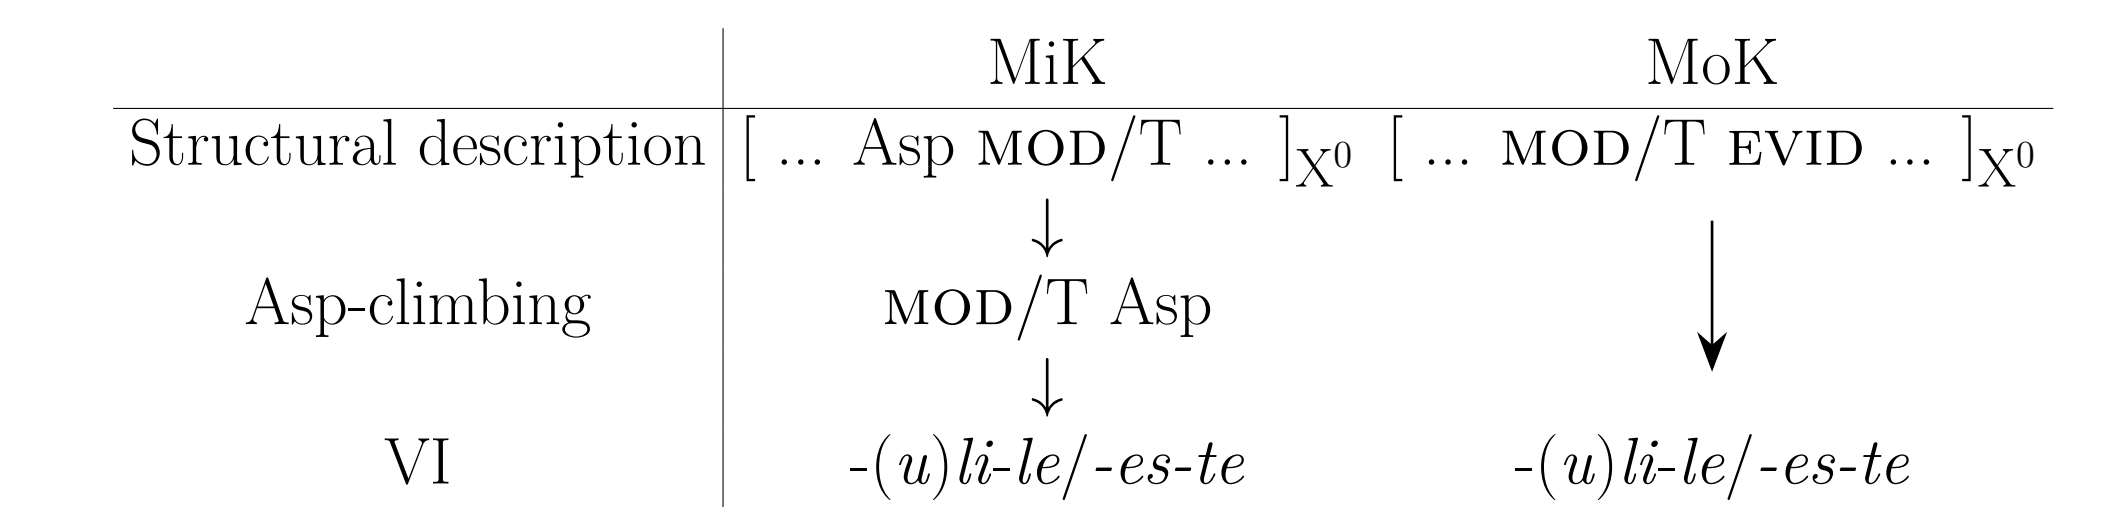 MiK MoK
Structural description [ ... Asp MOD/T ... ]X⁰ [ ... MOD/T EVID ... ]X⁰
↓
Asp-climbing MOD/T Asp
↓
VI -(u)li-le/-es-te -(u)li-le/-es-te